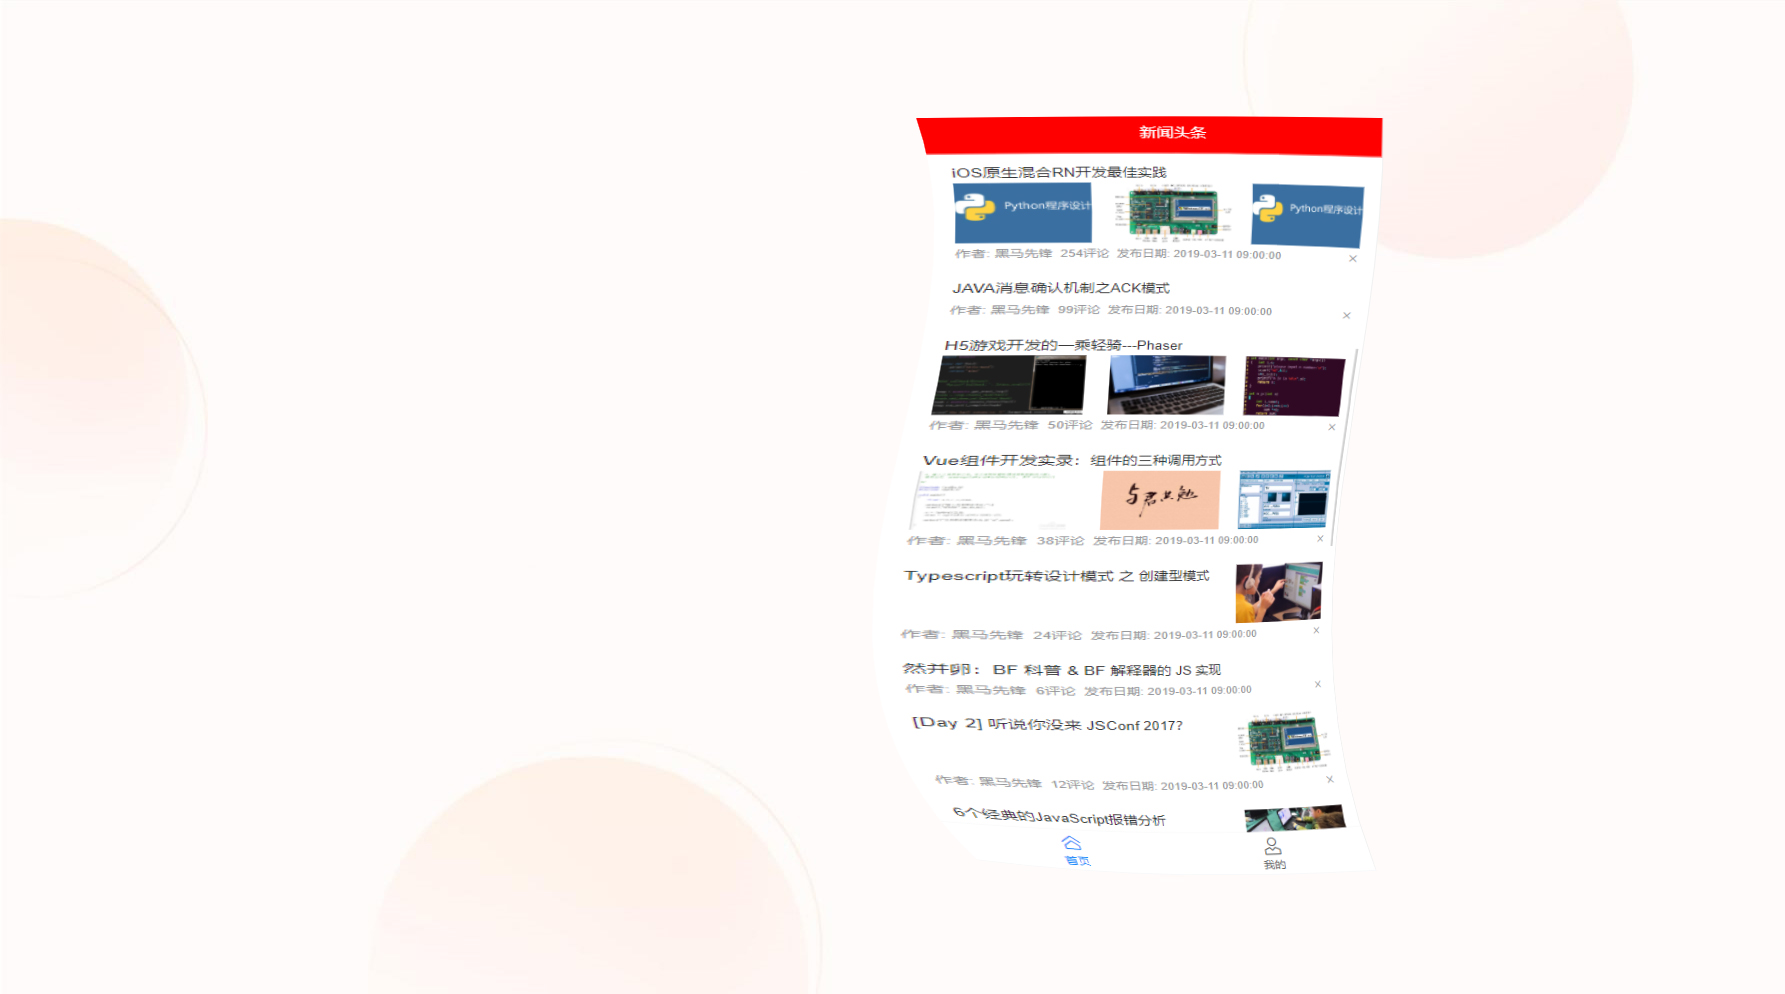 新闻头条
iOS原生混合RN开发最佳实践
Python程序设计
Python程序设计
作者: 黑马先锋 254评论 发布日期: 2019-03-11 09:00:00 ×
JAVA消息确认机制之ACK模式
作者: 黑马先锋 99评论 发布日期: 2019-03-11 09:00:00 ×
H5游戏开发的一乘轻骑---Phaser
作者: 黑马先锋 50评论 发布日期: 2019-03-11 09:00:00 ×
Vue组件开发实录：组件的三种调用方式
与君共勉
作者: 黑马先锋 38评论 发布日期: 2019-03-11 09:00:00 ×
Typescript玩转设计模式 之 创建型模式
作者: 黑马先锋 24评论 发布日期: 2019-03-11 09:00:00 ×
然并卵：BF 科普 & BF 解释器的 JS 实现
作者: 黑马先锋 6评论 发布日期: 2019-03-11 09:00:00 ×
[Day 2] 听说你没来 JSConf 2017?
作者: 黑马先锋 12评论 发布日期: 2019-03-11 09:00:00 ×
6个经典的JavaScript报错分析
首页
我的